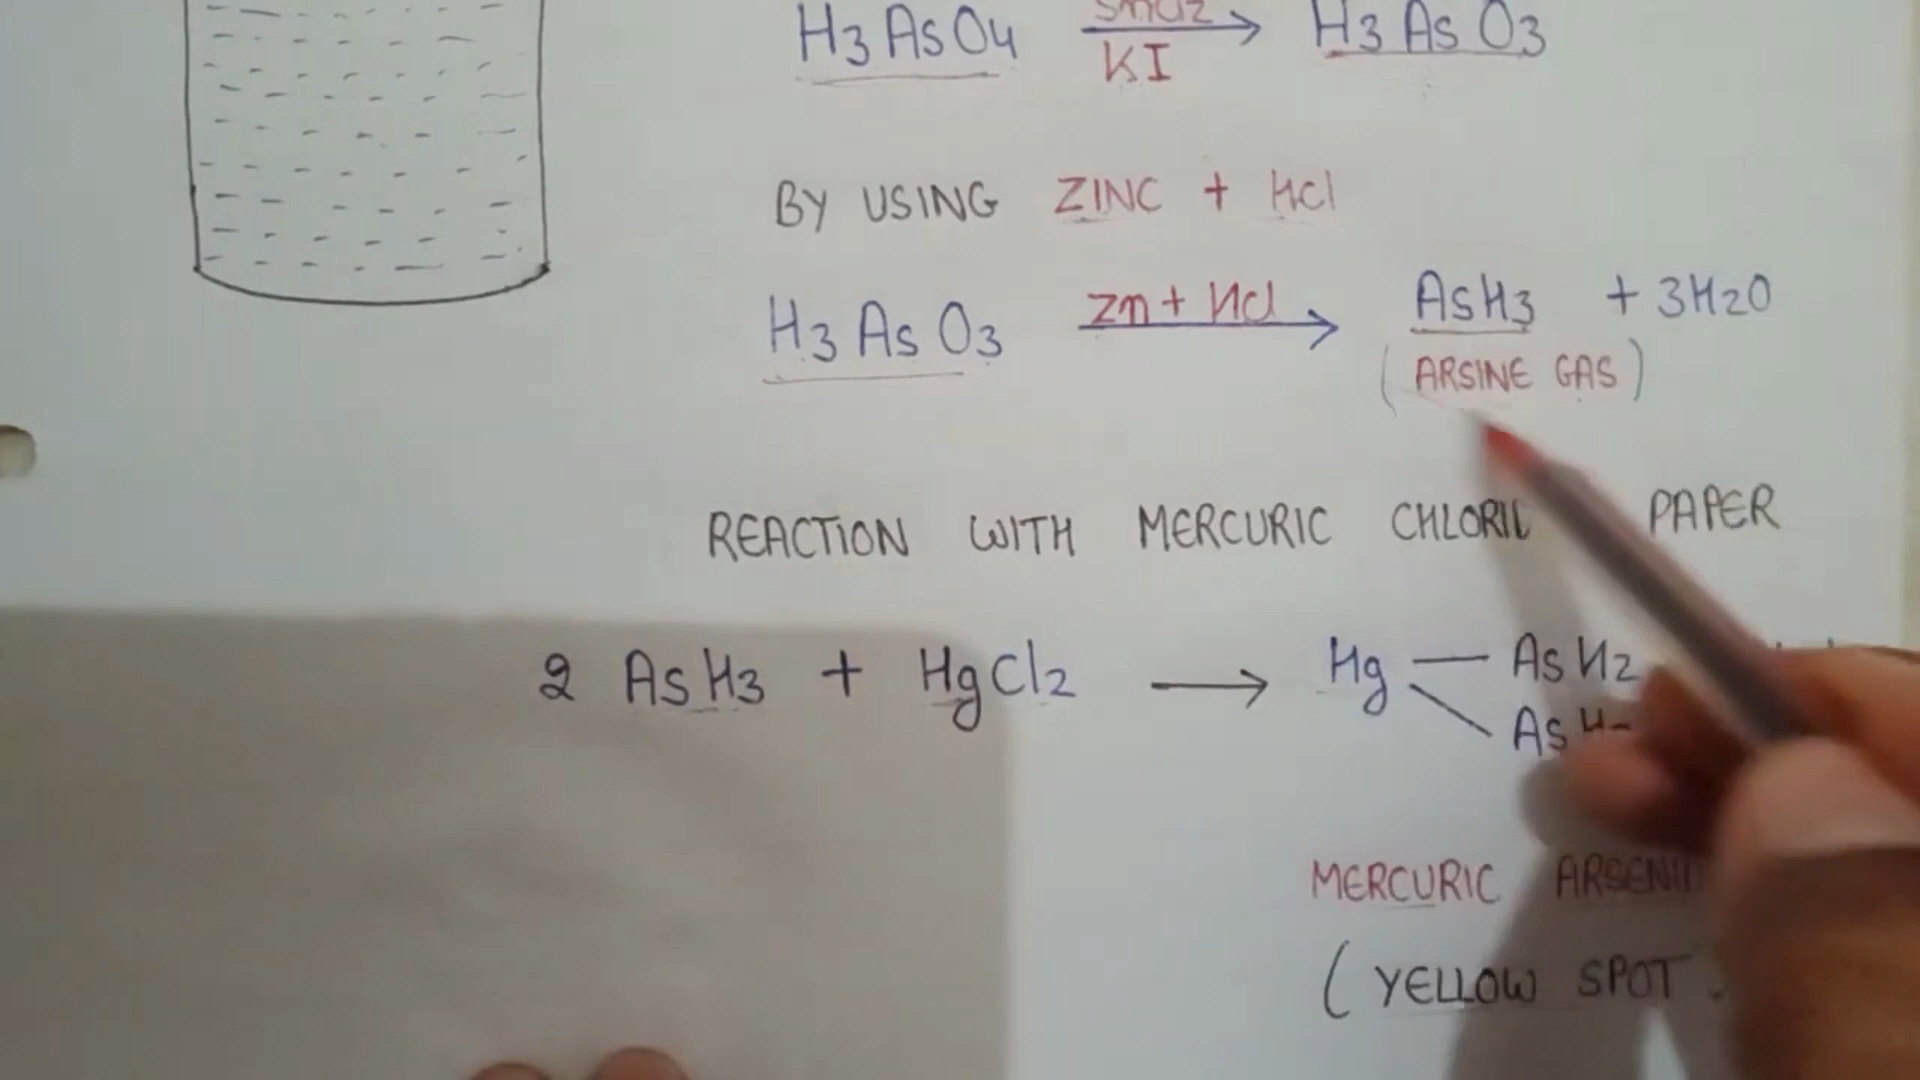 H3AsO4 SnCl2 KI H3AsO3
BY USING ZINC + HCl
H3AsO3 Zn + HCl AsH3 + 3H2O
(ARSINE GAS)
REACTION WITH MERCURIC PAPER
2 AsH3 + HgCl2 → Hg AsH2
MERCURIC
(YELLOW SPOT